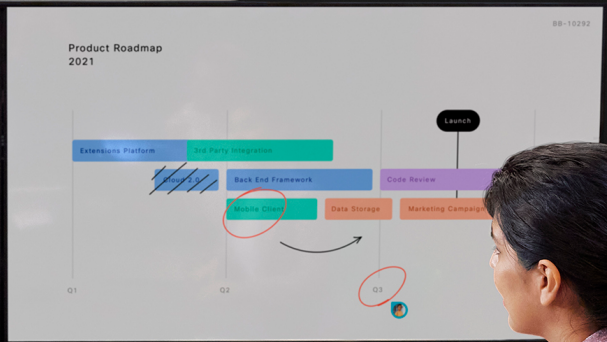 BB-10292
Product Roadmap
2021
Launch
Extensions Platform
3rd Party Integration
Cloud 2.0
Back End Framework
Code Review
Mobile Client
Data Storage
Marketing Campaign
Q1
Q2
Q3